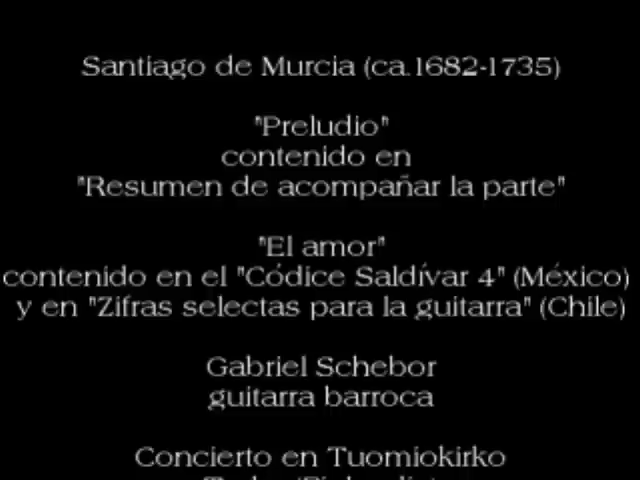 Santiago de Murcia (ca.1682-1735)
"Preludio"
contenido en
"Resumen de acompañar la parte"
"El amor"
contenido en el "Códice Saldívar 4" (México)
y en "Zifras selectas para la guitarra" (Chile)
Gabriel Schebor
guitarra barroca
Concierto en Tuomiokirko